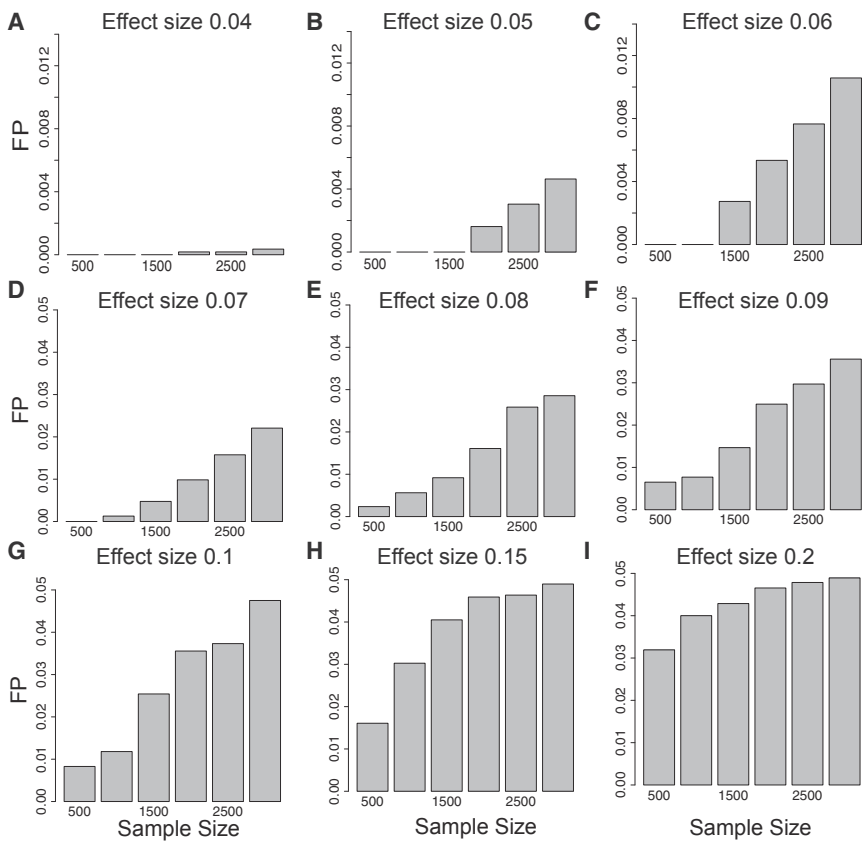 A Effect size 0.04
FP
0.000 0.004 0.008 0.012
500 1500 2500
B Effect size 0.05
0.000 0.004 0.008 0.012
500 1500 2500
C Effect size 0.06
0.000 0.004 0.008 0.012
500 1500 2500
D Effect size 0.07
FP
0.00 0.01 0.02 0.03 0.04 0.05
500 1500 2500
E Effect size 0.08
0.00 0.01 0.02 0.03 0.04 0.05
500 1500 2500
F Effect size 0.09
0.00 0.01 0.02 0.03 0.04 0.05
500 1500 2500
G Effect size 0.1
FP
0.00 0.01 0.02 0.03 0.04 0.05
500 1500 2500
Sample Size
H Effect size 0.15
0.00 0.01 0.02 0.03 0.04 0.05
500 1500 2500
Sample Size
I Effect size 0.2
0.00 0.01 0.02 0.03 0.04 0.05
500 1500 2500
Sample Size